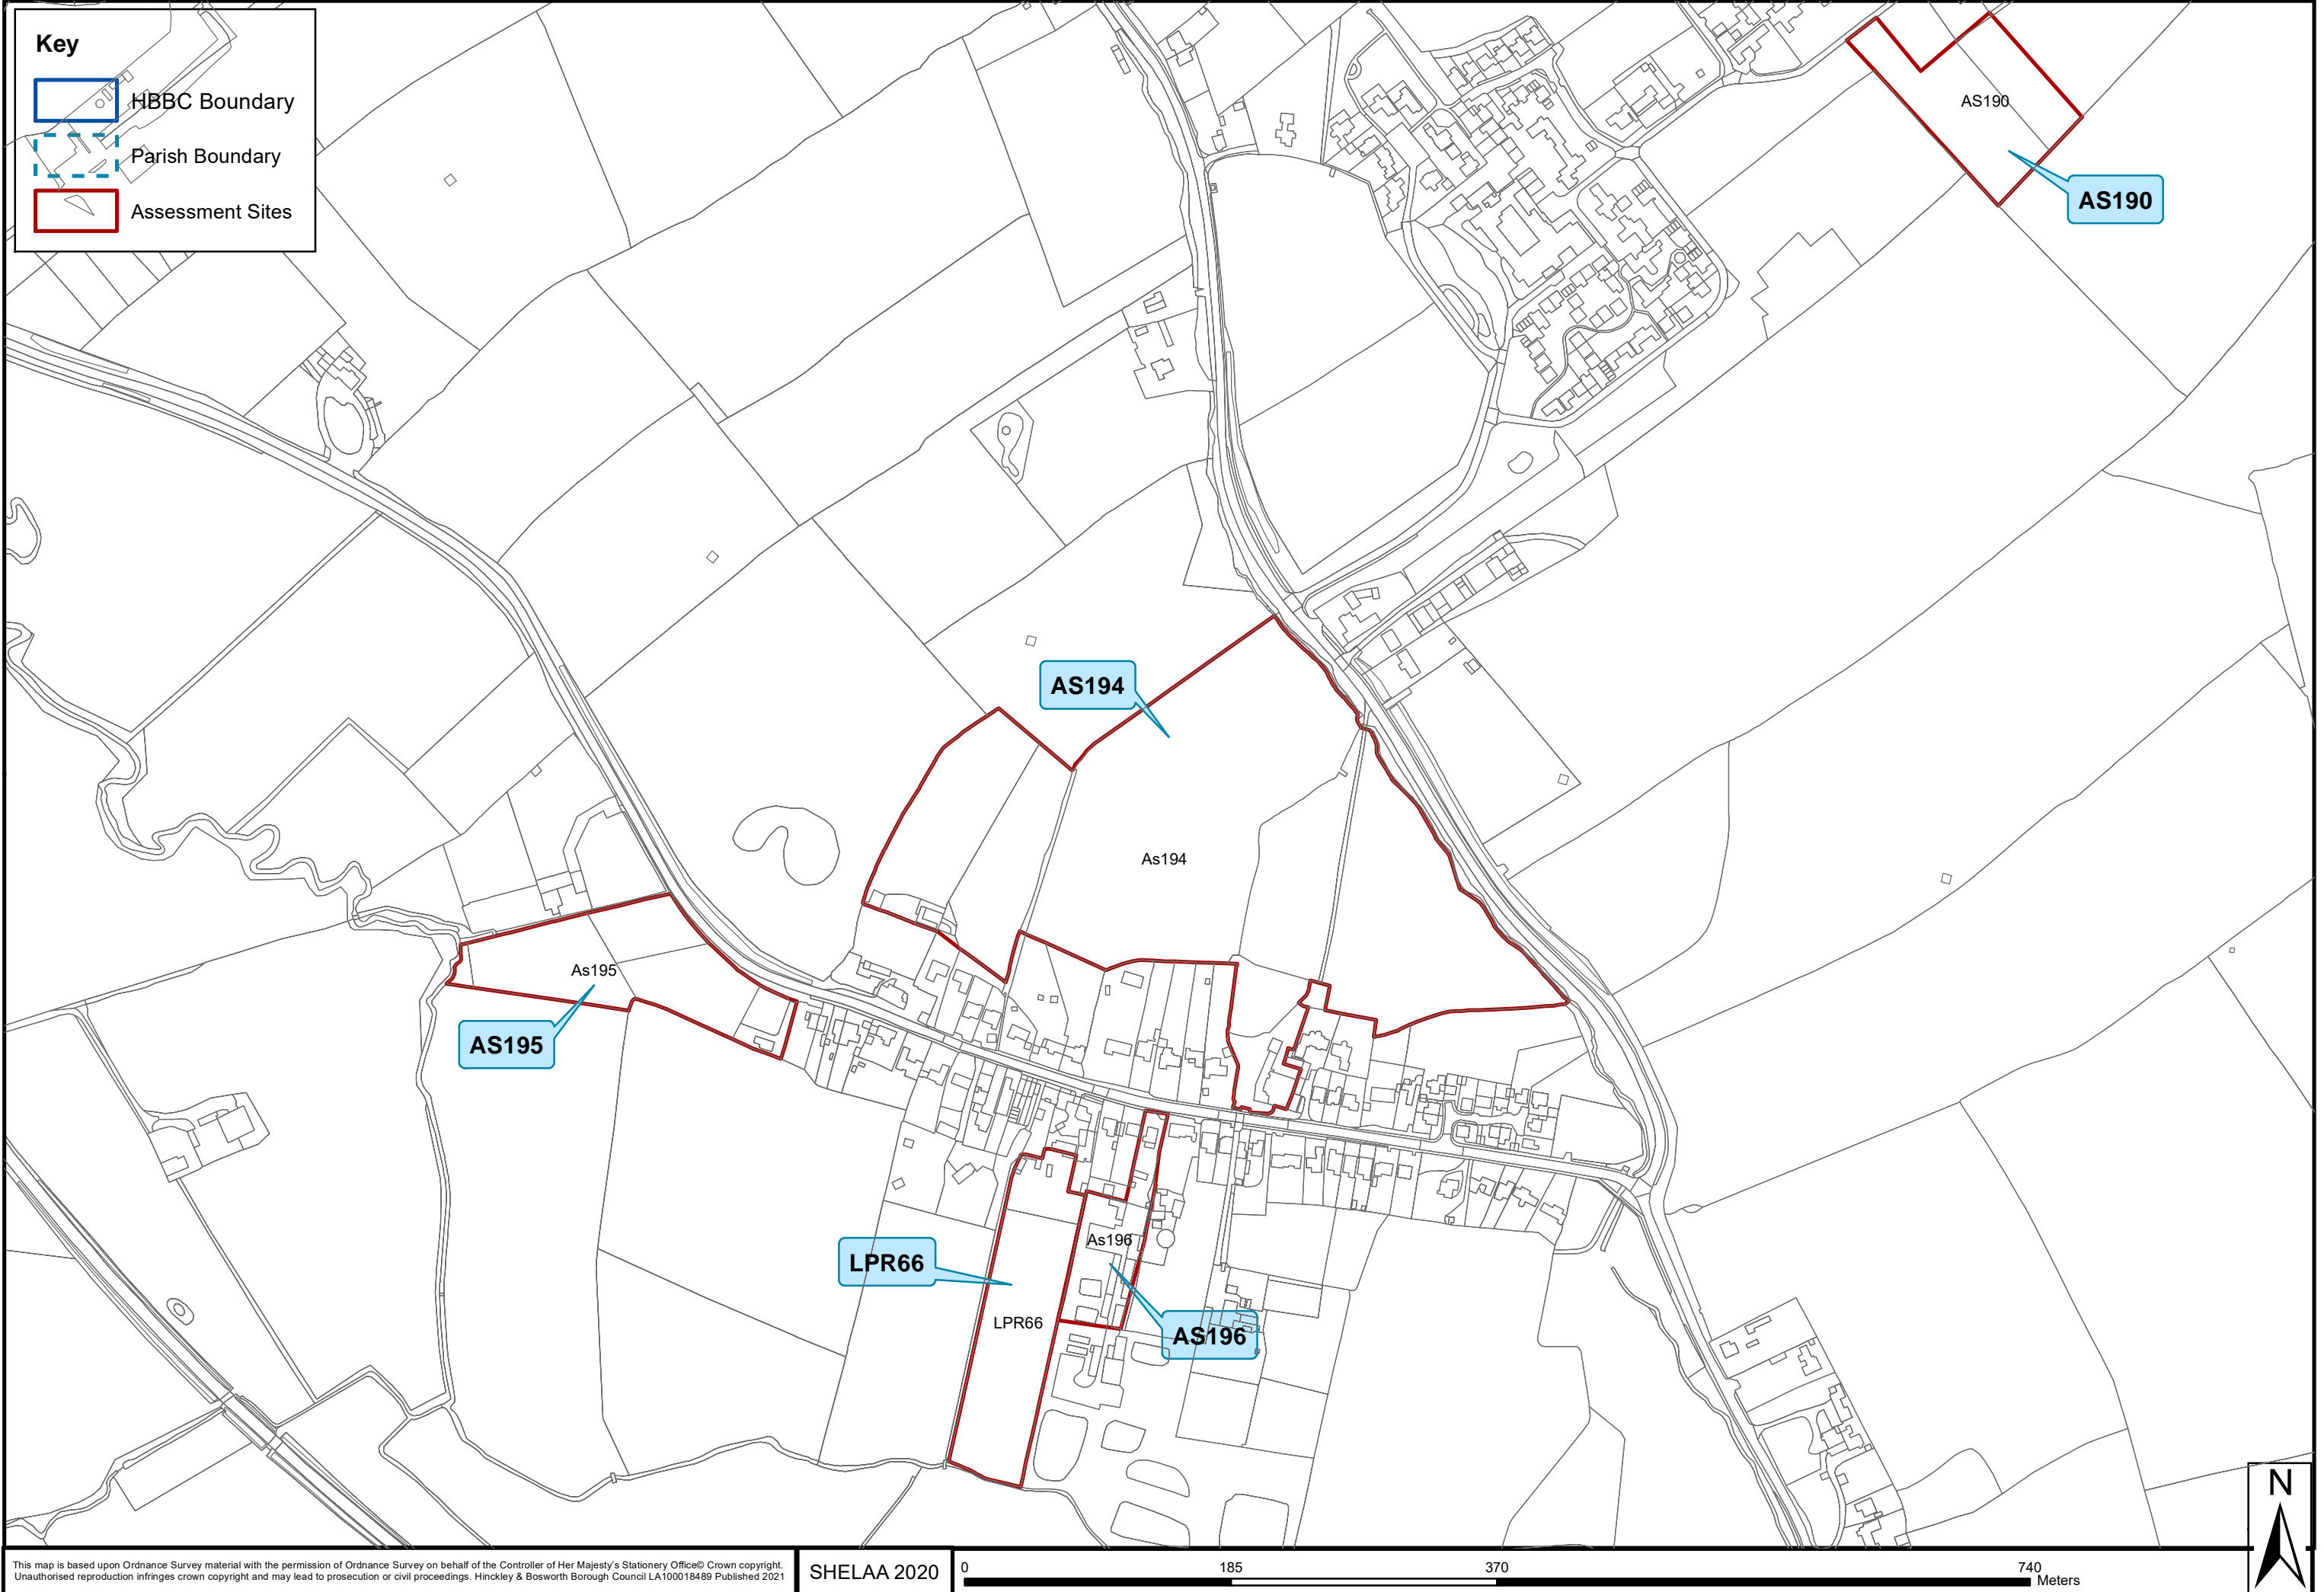 Key
HBBC Boundary
Parish Boundary
Assessment Sites
AS190
AS190
AS194
As194
As195
AS195
As196
LPR66
LPR66
AS196
N
This map is based upon Ordnance Survey material with the permission of Ordnance Survey on behalf of the Controller of Her Majesty's Stationery Office© Crown copyright.
Unauthorised reproduction infringes crown copyright and may lead to prosecution or civil proceedings. Hinckley & Bosworth Borough Council LA100018489 Published 2021
SHELAA 2020
0 185 370 740
Meters